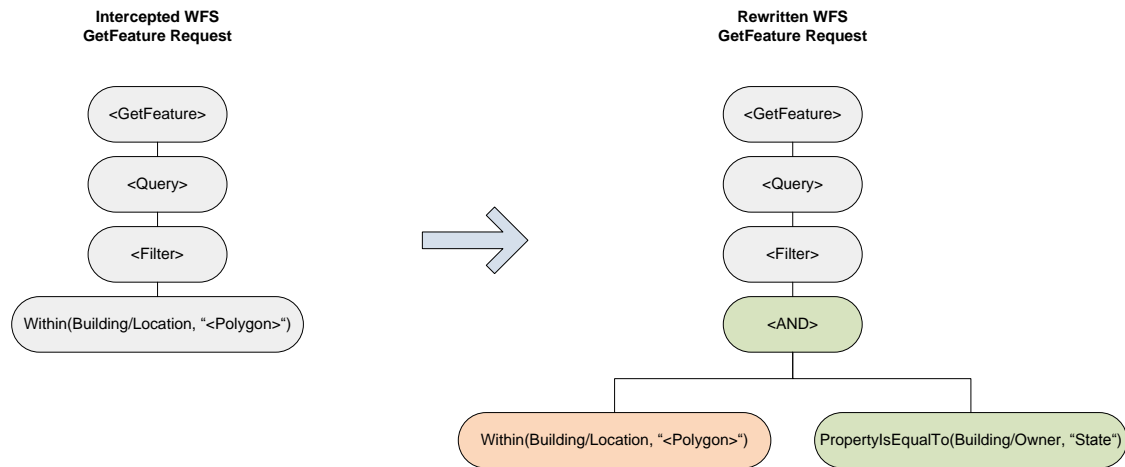 Intercepted WFS
GetFeature Request
<GetFeature>
<Query>
<Filter>
Within(Building/Location, “<Polygon>“)
Rewritten WFS
GetFeature Request
<GetFeature>
<Query>
<Filter>
<AND>
Within(Building/Location, “<Polygon>“)
PropertyIsEqualTo(Building/Owner, “State“)